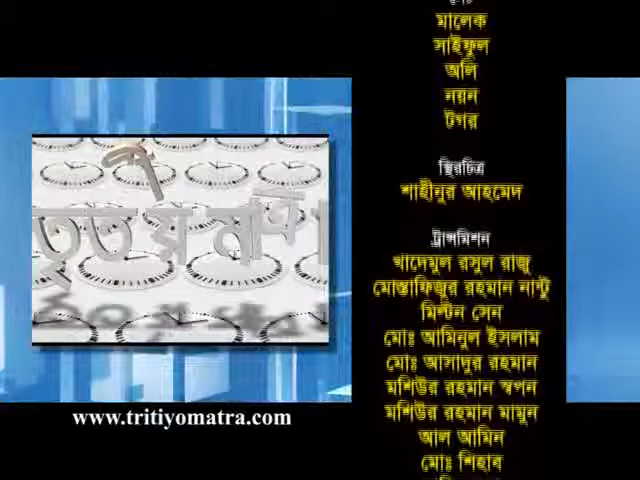 তৃতীয় মাত্রা
www.tritiyomatra.com
মালেক
সাইফুল
অলি
নয়ন
টগর
স্থিরচিত্র
শাহীনুর আহমেদ
ট্রান্সমিশন
খাদেমুল রসুল রাজু
মোস্তাফিজুর রহমান নান্টু
মিল্টন সেন
মোঃ আমিনুল ইসলাম
মোঃ আসাদুর রহমান
মশিউর রহমান স্বপন
মশিউর রহমান মামুন
আল আমিন
মোঃ শিহাব